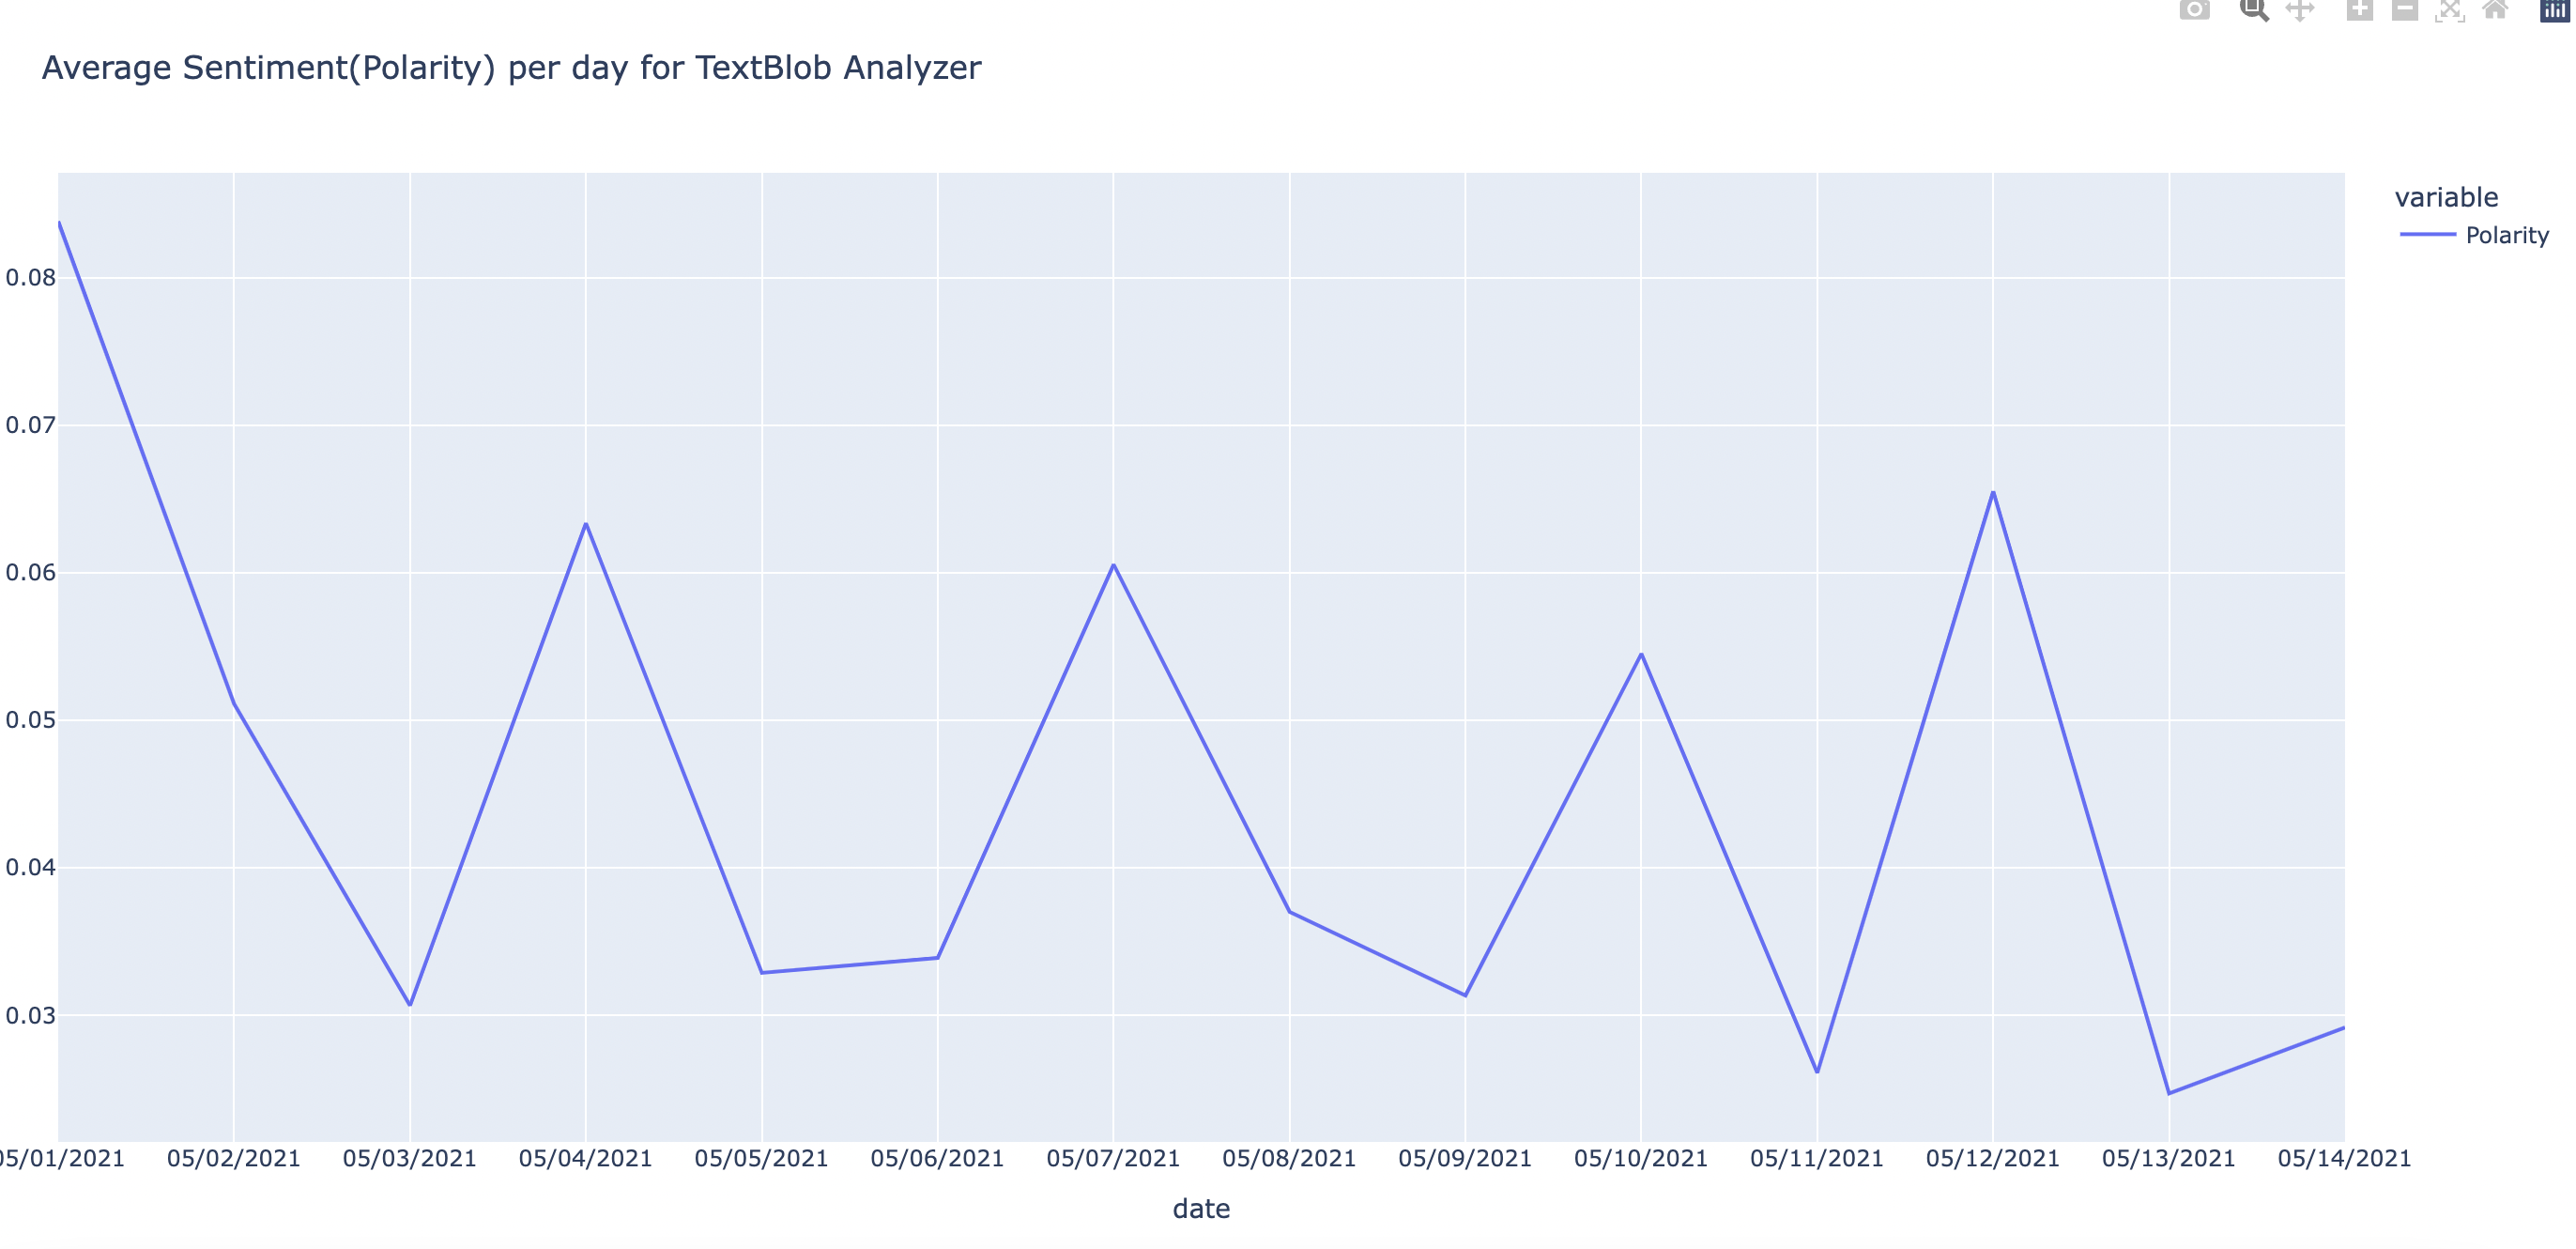 Average Sentiment(Polarity) per day for TextBlob Analyzer
variable
Polarity
0.08
0.07
0.06
0.05
0.04
0.03
05/01/2021 05/02/2021 05/03/2021 05/04/2021 05/05/2021 05/06/2021 05/07/2021 05/08/2021 05/09/2021 05/10/2021 05/11/2021 05/12/2021 05/13/2021 05/14/2021
date